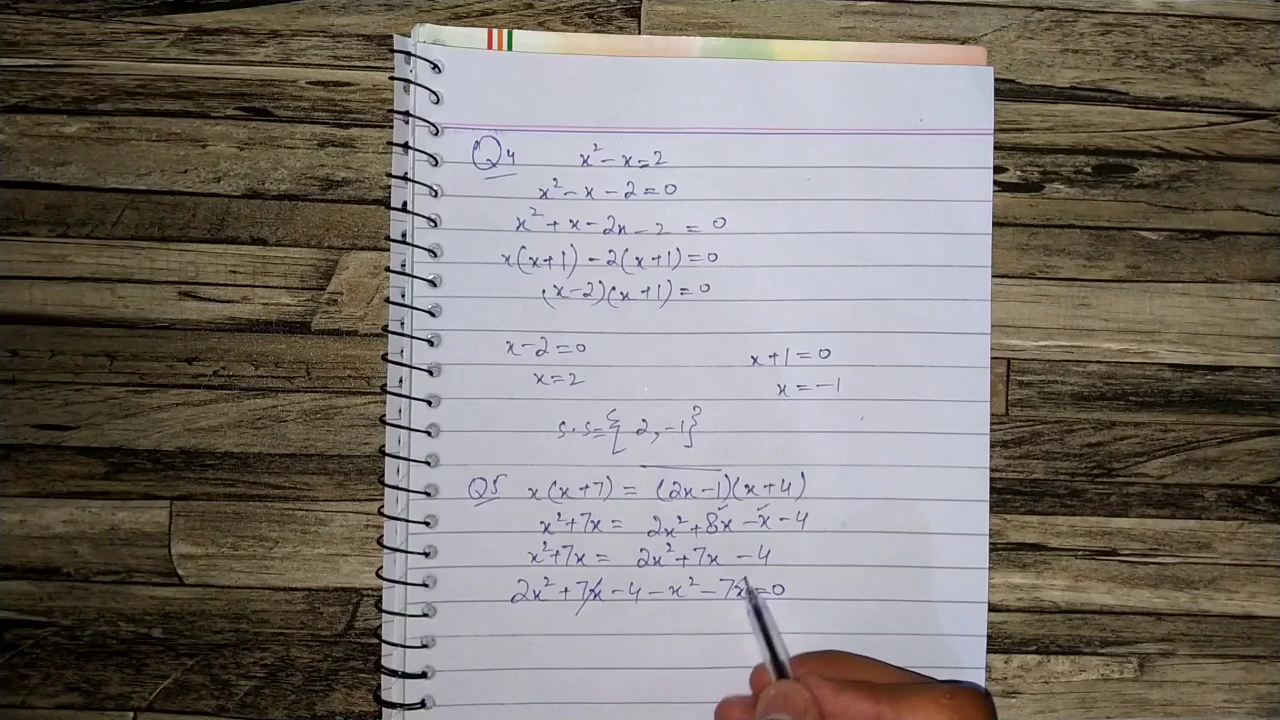 Q4 x² - x = 2
x² - x - 2 = 0
x² + x - 2x - 2 = 0
x(x+1) - 2(x+1) = 0
(x-2)(x+1) = 0
x - 2 = 0 x + 1 = 0
x = 2 x = -1
S.S = { 2, -1}
Q5 x(x+7) = (2x-1)(x+4)
x² + 7x = 2x² + 8x - x - 4
x² + 7x = 2x² + 7x - 4
2x² + 7x - 4 - x² - 7x = 0